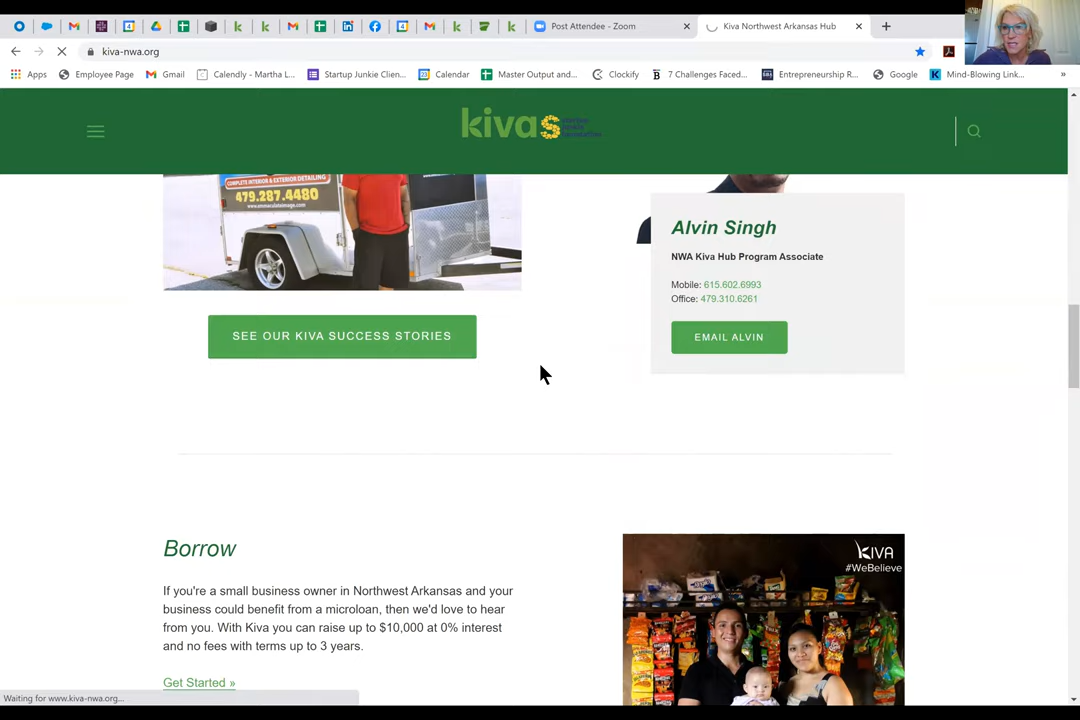 Post Attendee - Zoom
Kiva Northwest Arkansas Hub
kiva-nwa.org
Apps
Employee Page
Gmail
Calendly - Martha L...
Startup Junkie Clien...
Calendar
Master Output and...
Clockify
7 Challenges Faced...
Entrepreneurship R...
Google
Mind-Blowing Link...
kiva
COMPLETE INTERIOR & EXTERIOR DETAILING
479.287.4480
SEE OUR KIVA SUCCESS STORIES
Alvin Singh
NWA Kiva Hub Program Associate
Mobile: 615.602.6993
Office: 479.310.6261
EMAIL ALVIN
Borrow
If you're a small business owner in Northwest Arkansas and your
business could benefit from a microloan, then we'd love to hear
from you. With Kiva you can raise up to $10,000 at 0% interest
and no fees with terms up to 3 years.
Get Started »
KIVA
#WeBelieve
Waiting for www.kiva-nwa.org...